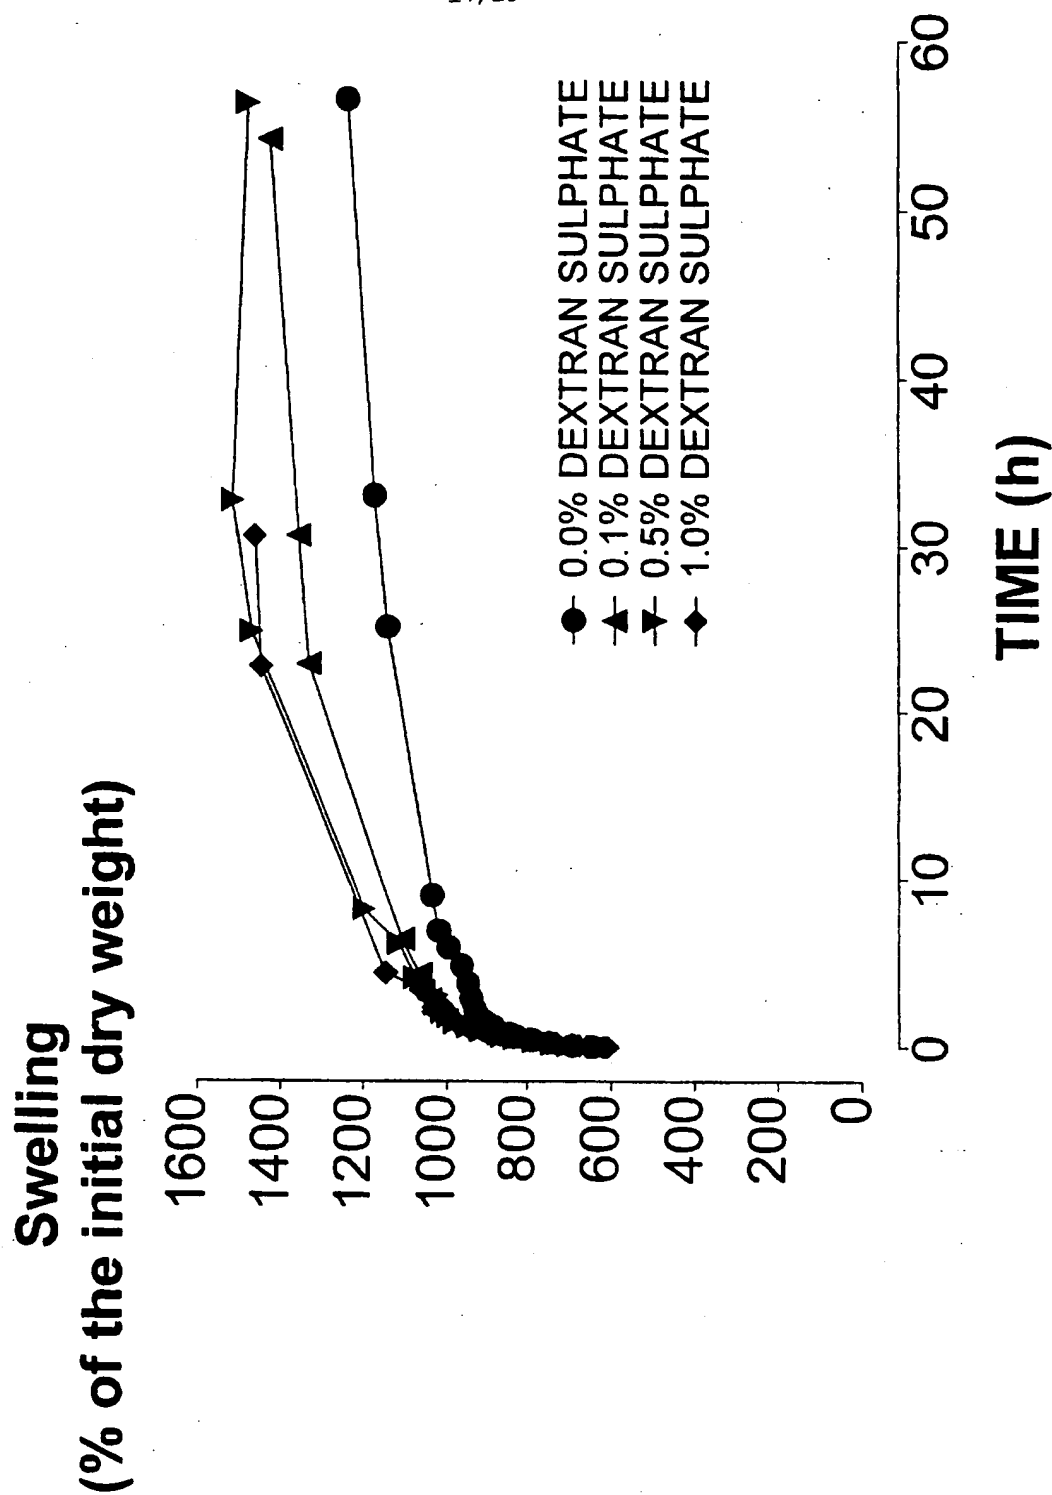 Swelling
(% of the initial dry weight)
1600
1400
1200
1000
800
600
400
200
0
0 10 20 30 40 50 60
TIME (h)
0.0% DEXTRAN SULPHATE
0.1% DEXTRAN SULPHATE
0.5% DEXTRAN SULPHATE
1.0% DEXTRAN SULPHATE